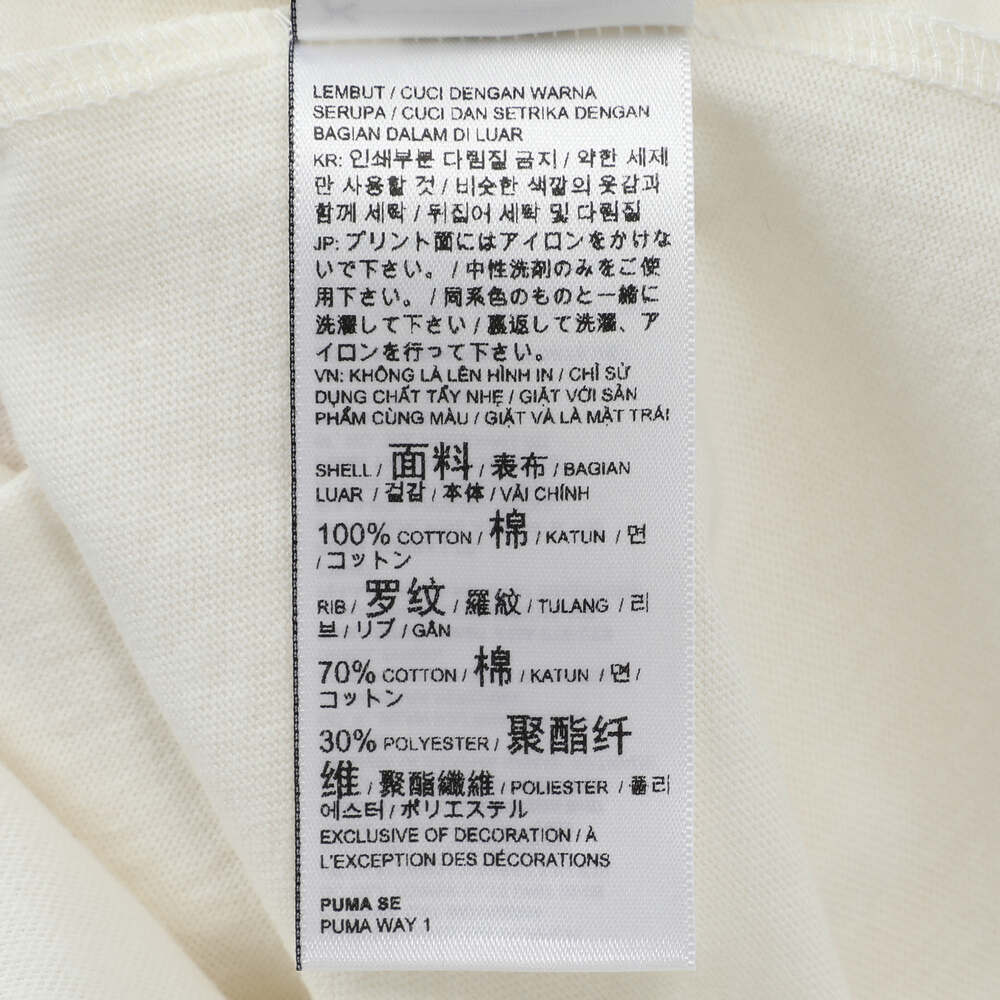 LEMBUT / CUCI DENGAN WARNA
SERUPA / CUCI DAN SETRIKA DENGAN
BAGIAN DALAM DI LUAR
KR: 인쇄부분 다림질 금지 / 약한 세제
만 사용할 것 / 비슷한 색깔의 옷감과
함께 세탁 / 뒤집어 세탁 및 다림질
JP: プリント面にはアイロンをかけな
いで下さい。 / 中性洗剤のみをご使
用下さい。 / 同系色のものと一緒に
洗濯して下さい / 裏返して洗濯、ア
イロンを行って下さい。
VN: KHÔNG LÀ LÊN HÌNH IN / CHỈ SỬ
DỤNG CHẤT TẨY NHẸ / GIẶT VỚI SẢN
PHẨM CÙNG MÀU / GIẶT VÀ LÀ MẶT TRÁI
SHELL / 面料 / 表布 / BAGIAN
LUAR / 겉감 / 本体 / VẢI CHÍNH
100% COTTON / 棉 / KATUN / 면
/ コットン
RIB / 罗纹 / 羅紋 / TULANG / 리
브 / リブ / GÂN
70% COTTON / 棉 / KATUN / 면 /
コットン
30% POLYESTER / 聚酯纤
维 / 聚酯纖維 / POLIESTER / 폴리
에스터 / ポリエステル
EXCLUSIVE OF DECORATION / À
L'EXCEPTION DES DÉCORATIONS
PUMA SE
PUMA WAY 1